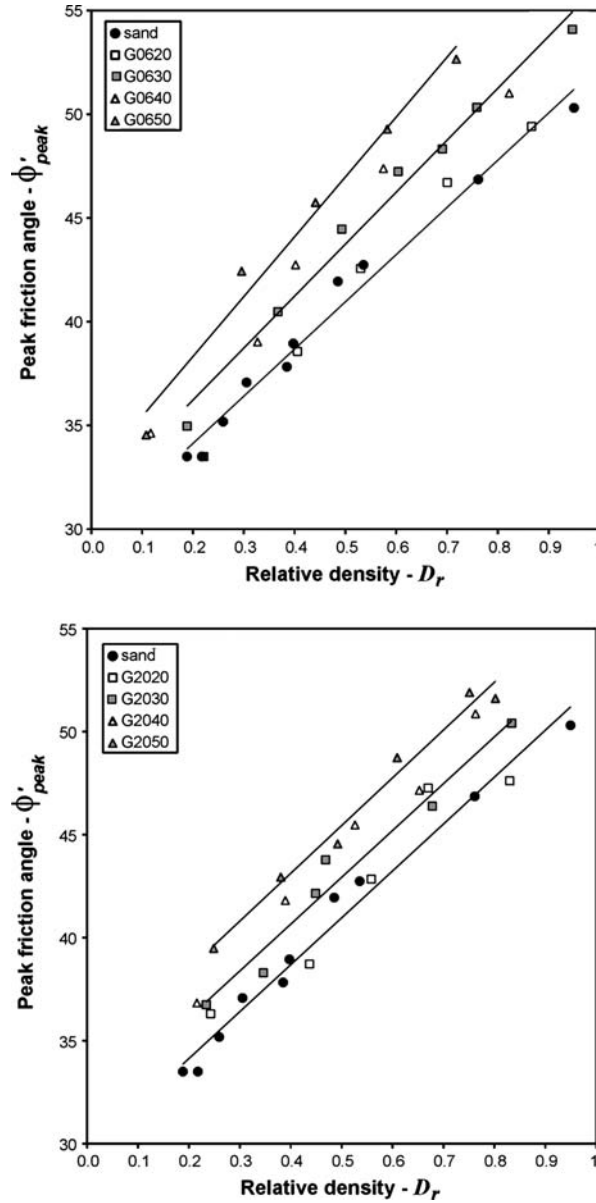 55
50
45
40
35
30
Peak friction angle - ϕ'peak
sand
G0620
G0630
G0640
G0650
0.0 0.1 0.2 0.3 0.4 0.5 0.6 0.7 0.8 0.9 1
Relative density - Dr
55
50
45
40
35
30
Peak friction angle - ϕ'peak
sand
G2020
G2030
G2040
G2050
0.0 0.1 0.2 0.3 0.4 0.5 0.6 0.7 0.8 0.9 1
Relative density - Dr